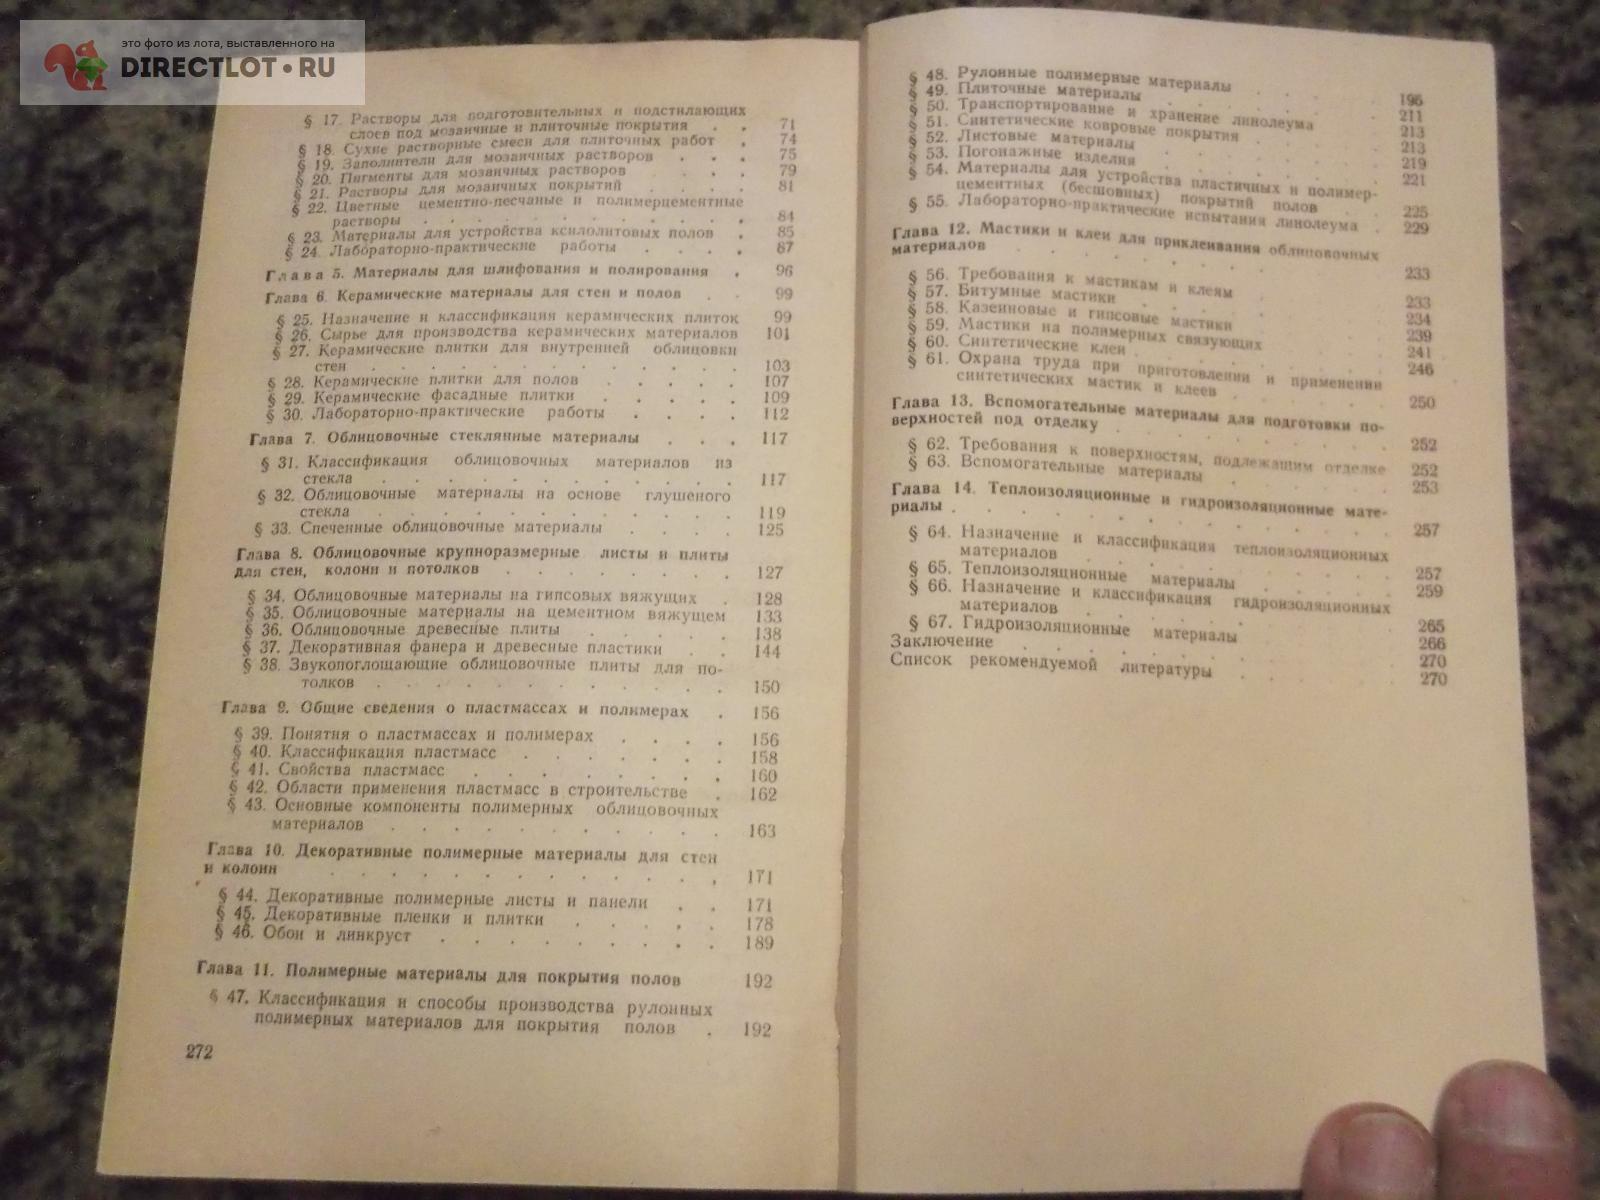 это фото из лота, выставленного на
DIRECTLOT•RU
§ 17. Растворы для подготовительных и подстилающих
слоев под мозаичные и плиточные покрытия . . 71
§ 18. Сухие растворные смеси для плиточных работ . 74
§ 19. Заполнители для мозаичных растворов . . . 75
§ 20. Пигменты для мозаичных растворов . . . 79
§ 21. Растворы для мозаичных покрытий . . . . 81
§ 22. Цветные цементно-песчаные и полимерцементные
растворы . . . . . . . . . . 84
§ 23. Материалы для устройства ксилолитовых полов . 85
§ 24. Лабораторно-практические работы . . . . 87
Глава 5. Материалы для шлифования и полирования . 96
Глава 6. Керамические материалы для стен и полов . . 99
§ 25. Назначение и классификация керамических плиток 99
§ 26. Сырье для производства керамических материалов 101
§ 27. Керамические плитки для внутренней облицовки
стен . . . . . . . . . . . 103
§ 28. Керамические плитки для полов . . . . . 107
§ 29. Керамические фасадные плитки . . . . . 109
§ 30. Лабораторно-практические работы . . . . 112
Глава 7. Облицовочные стеклянные материалы . . . 117
§ 31. Классификация облицовочных материалов из
стекла . . . . . . . . . . 117
§ 32. Облицовочные материалы на основе глушеного
стекла . . . . . . . . . . 119
§ 33. Спеченные облицовочные материалы . . . . 125
Глава 8. Облицовочные крупноразмерные листы и плиты
для стен, колонн и потолков . . . . . . . 127
§ 34. Облицовочные материалы на гипсовых вяжущих . 128
§ 35. Облицовочные материалы на цементном вяжущем 133
§ 36. Облицовочные древесные плиты . . . . . 138
§ 37. Декоративная фанера и древесные пластики . . 144
§ 38. Звукопоглощающие облицовочные плиты для по-
толков . . . . . . . . . . 150
Глава 9. Общие сведения о пластмассах и полимерах . 156
§ 39. Понятия о пластмассах и полимерах . . . . 156
§ 40. Классификация пластмасс . . . . . . 158
§ 41. Свойства пластмасс . . . . . . . 160
§ 42. Области применения пластмасс в строительстве . 162
§ 43. Основные компоненты полимерных облицовочных
материалов . . . . . . . . . 163
Глава 10. Декоративные полимерные материалы для стен
и колонн . . . . . . . . . . . . 171
§ 44. Декоративные полимерные листы и панели . . 171
§ 45. Декоративные пленки и плитки . . . . . 178
§ 46. Обои и линкруст . . . . . . . . 189
Глава 11. Полимерные материалы для покрытия полов 192
§ 47. Классификация и способы производства рулонных
полимерных материалов для покрытия полов . 192
272
§ 48. Рулонные полимерные материалы . . . . 196
§ 49. Плиточные материалы . . . . . . 211
§ 50. Транспортирование и хранение линолеума . . 213
§ 51. Синтетические ковровые покрытия . . . . 213
§ 52. Листовые материалы . . . . . . 219
§ 53. Погонажные изделия . . . . . . 221
§ 54. Материалы для устройства пластичных и полимер-
цементных (бесшовных) покрытий полов . . 225
§ 55. Лабораторно-практические испытания линолеума . 229
Глава 12. Мастики и клеи для приклеивания облицовочных
материалов . . . . . . . . 233
§ 56. Требования к мастикам и клеям . . . . 233
§ 57. Битумные мастики . . . . . . 234
§ 58. Казеиновые и гипсовые мастики . . . . 239
§ 59. Мастики на полимерных связующих . . . 241
§ 60. Синтетические клеи . . . . . . 246
§ 61. Охрана труда при приготовлении и применении
синтетических мастик и клеев . . . . . 250
Глава 13. Вспомогательные материалы для подготовки по-
верхностей под отделку . . . . . . . 252
§ 62. Требования к поверхностям, подлежащим отделке 252
§ 63. Вспомогательные материалы . . . . . 253
Глава 14. Теплоизоляционные и гидроизоляционные мате-
риалы . . . . . . . . . . 257
§ 64. Назначение и классификация теплоизоляционных
материалов . . . . . . . . 257
§ 65. Теплоизоляционные материалы . . . . 259
§ 66. Назначение и классификация гидроизоляционных
материалов . . . . . . . . 265
§ 67. Гидроизоляционные материалы . . . . 266
Заключение . . . . . . . . . 270
Список рекомендуемой литературы . . . . 270